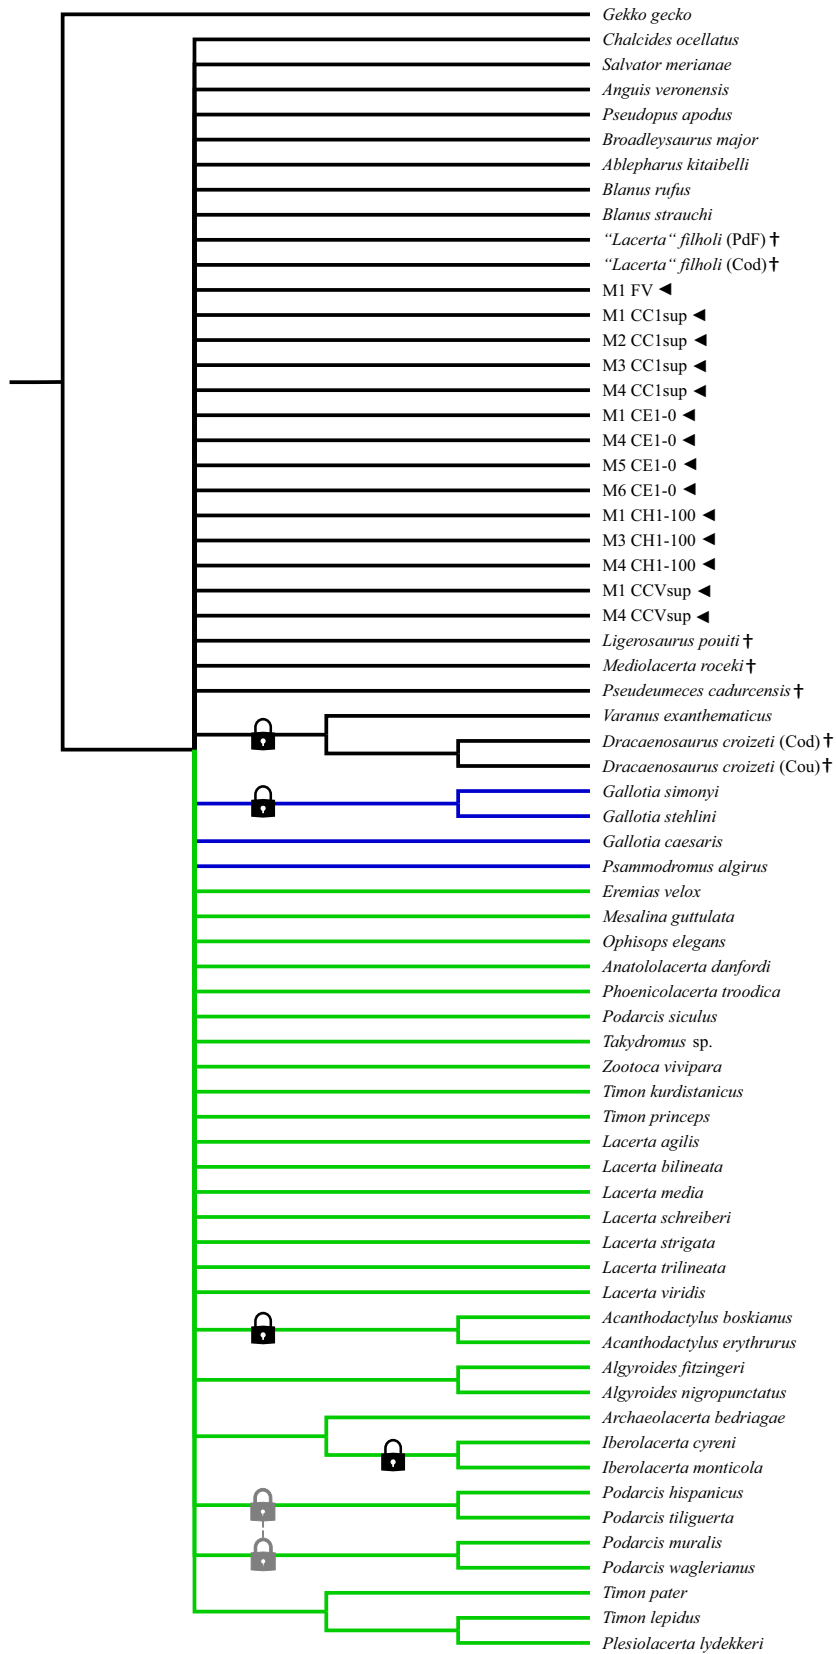 Gekko gecko
Chalcides ocellatus
Salvator merianae
Anguis veronensis
Pseudopus apodus
Broadleysaurus major
Ablepharus kitaibelli
Blanus rufus
Blanus strauchi
“Lacerta“ filholi (PdF) †
“Lacerta“ filholi (Cod) †
M1 FV ◄
M1 CC1sup ◄
M2 CC1sup ◄
M3 CC1sup ◄
M4 CC1sup ◄
M1 CE1-0 ◄
M4 CE1-0 ◄
M5 CE1-0 ◄
M6 CE1-0 ◄
M1 CH1-100 ◄
M3 CH1-100 ◄
M4 CH1-100 ◄
M1 CCVsup ◄
M4 CCVsup ◄
Ligerosaurus pouiti †
Mediolacerta roceki †
Pseudeumeces cadurcensis †
Varanus exanthematicus
Dracaenosaurus croizeti (Cod) †
Dracaenosaurus croizeti (Cou) †
Gallotia simonyi
Gallotia stehlini
Gallotia caesaris
Psammodromus algirus
Eremias velox
Mesalina guttulata
Ophisops elegans
Anatololacerta danfordi
Phoenicolacerta troodica
Podarcis siculus
Takydromus sp.
Zootoca vivipara
Timon kurdistanicus
Timon princeps
Lacerta agilis
Lacerta bilineata
Lacerta media
Lacerta schreiberi
Lacerta strigata
Lacerta trilineata
Lacerta viridis
Acanthodactylus boskianus
Acanthodactylus erythrurus
Algyroides fitzingeri
Algyroides nigropunctatus
Archaeolacerta bedriagae
Iberolacerta cyreni
Iberolacerta monticola
Podarcis hispanicus
Podarcis tiliguerta
Podarcis muralis
Podarcis waglerianus
Timon pater
Timon lepidus
Plesiolacerta lydekkeri